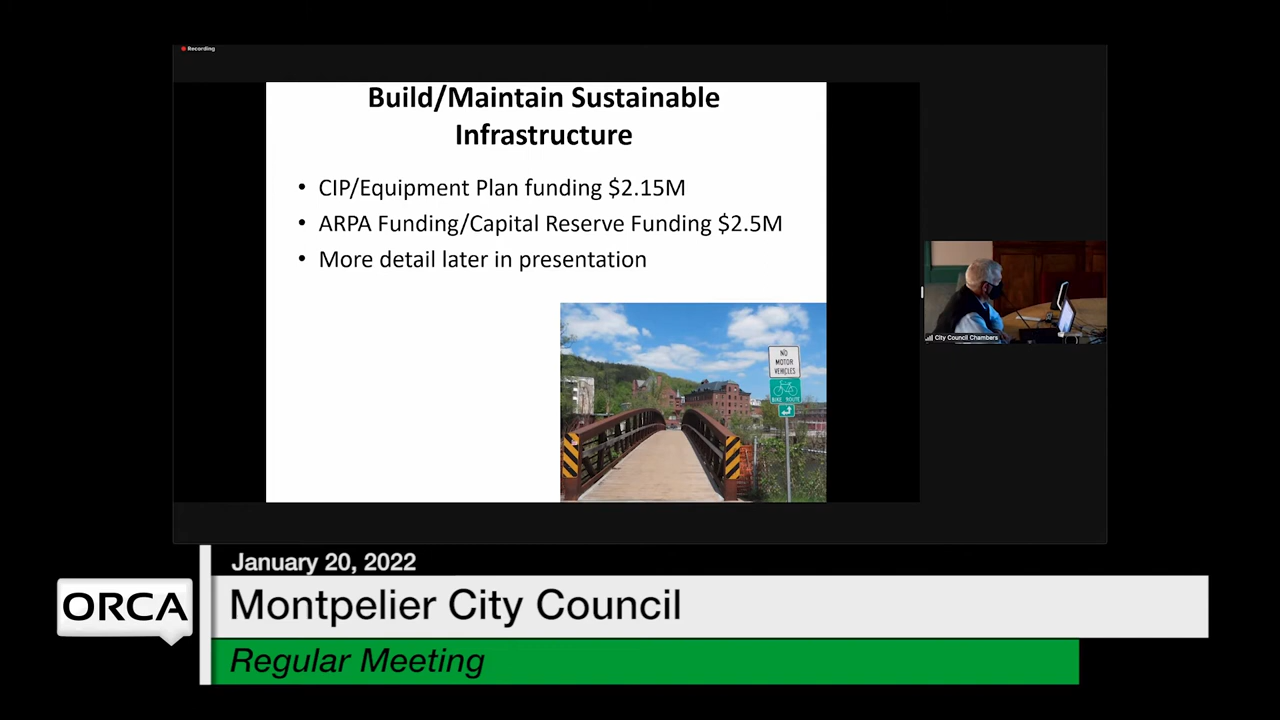 Recording
Build/Maintain Sustainable
Infrastructure
• CIP/Equipment Plan funding $2.15M
• ARPA Funding/Capital Reserve Funding $2.5M
• More detail later in presentation
NO
MOTOR
VEHICLES
BIKE ROUTE
City Council Chambers
January 20, 2022
ORCA
Montpelier City Council
Regular Meeting